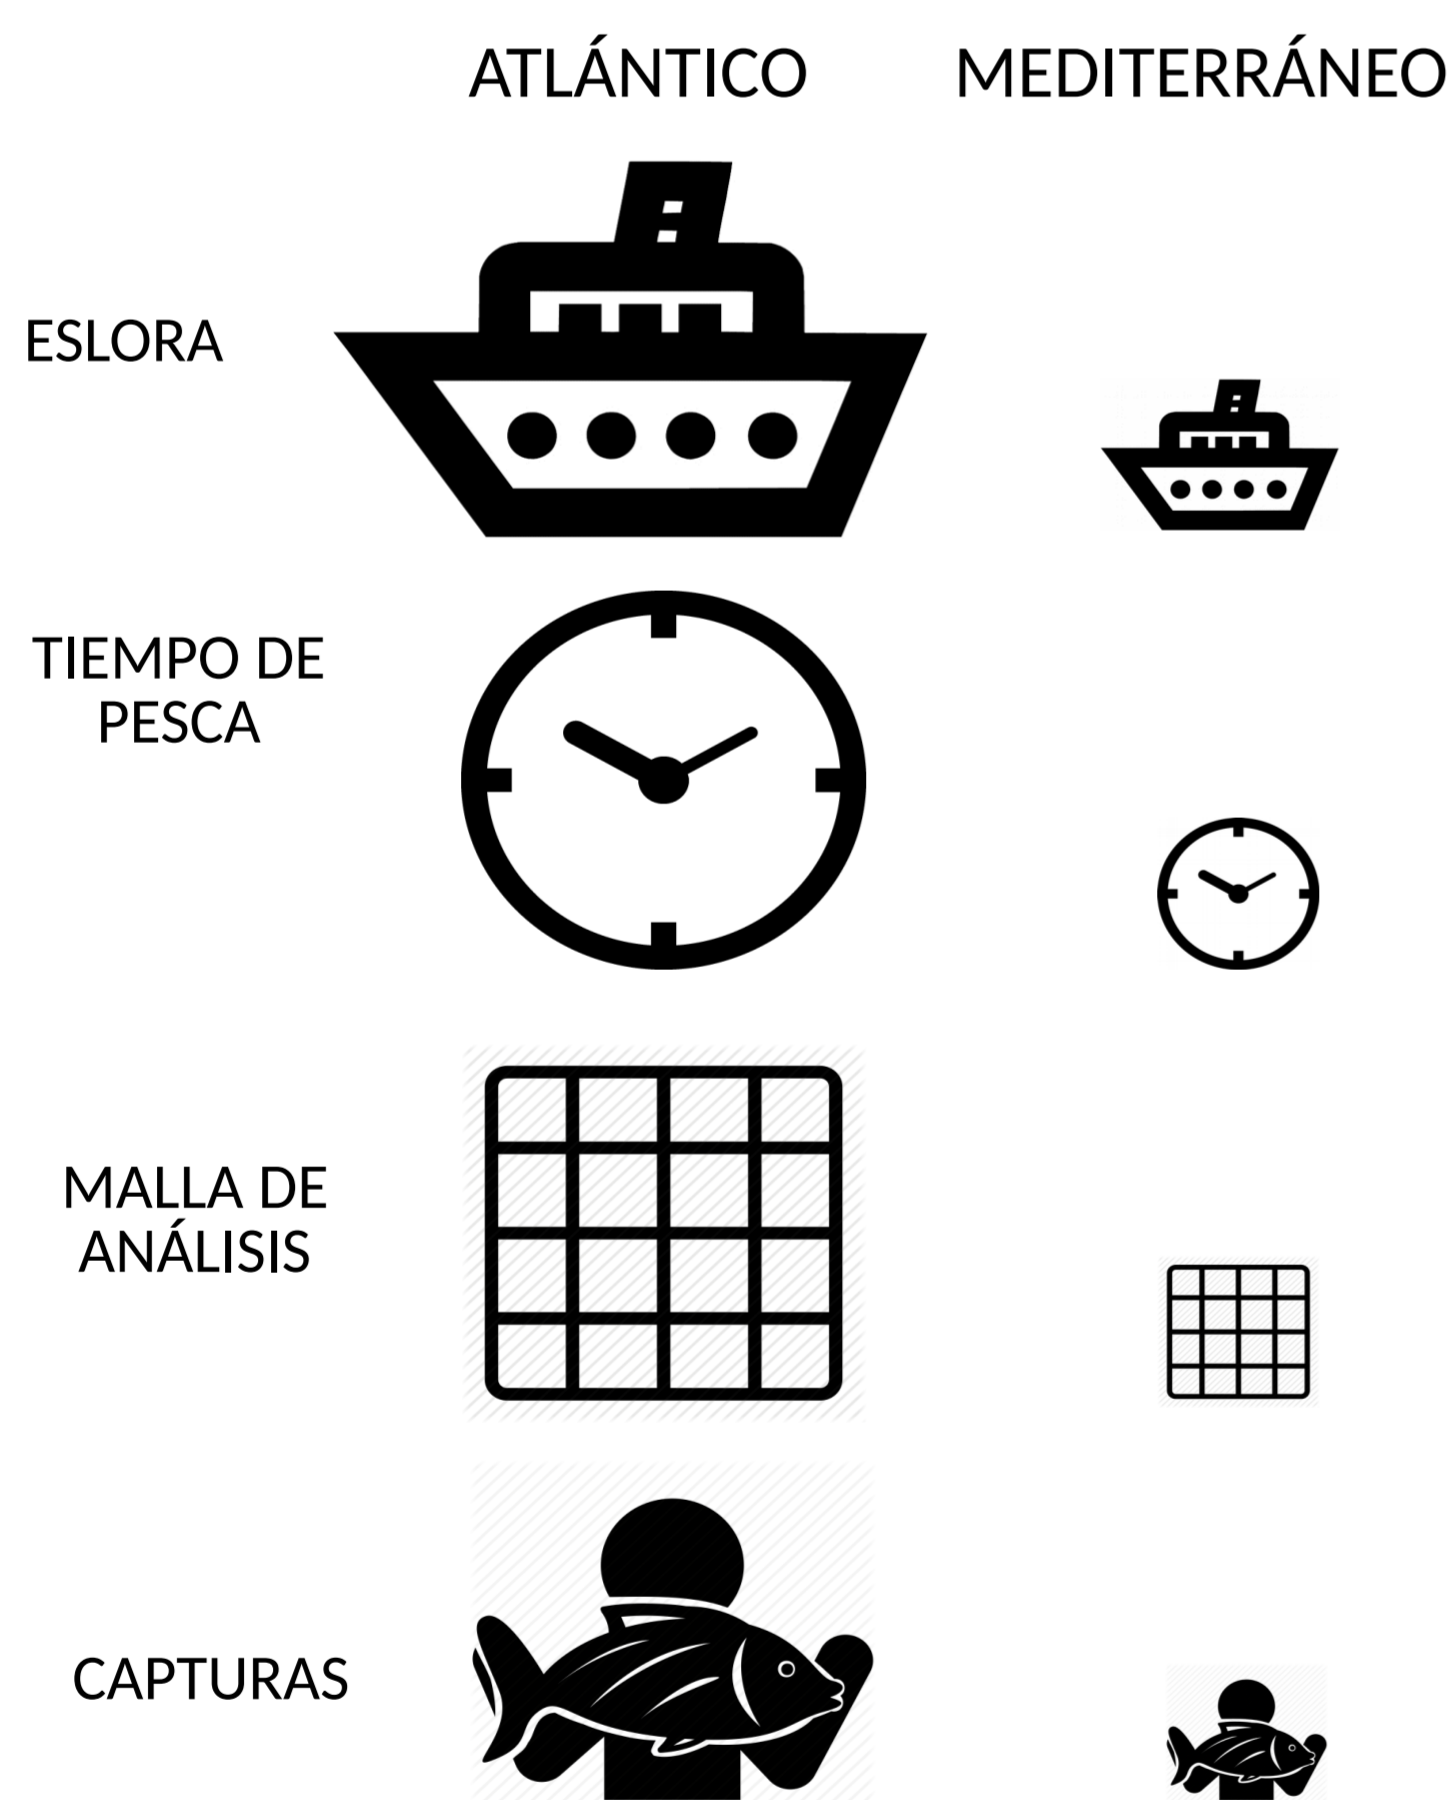 ATLÁNTICO MEDITERRÁNEO
ESLORA
TIEMPO DE
PESCA
MALLA DE
ANÁLISIS
CAPTURAS